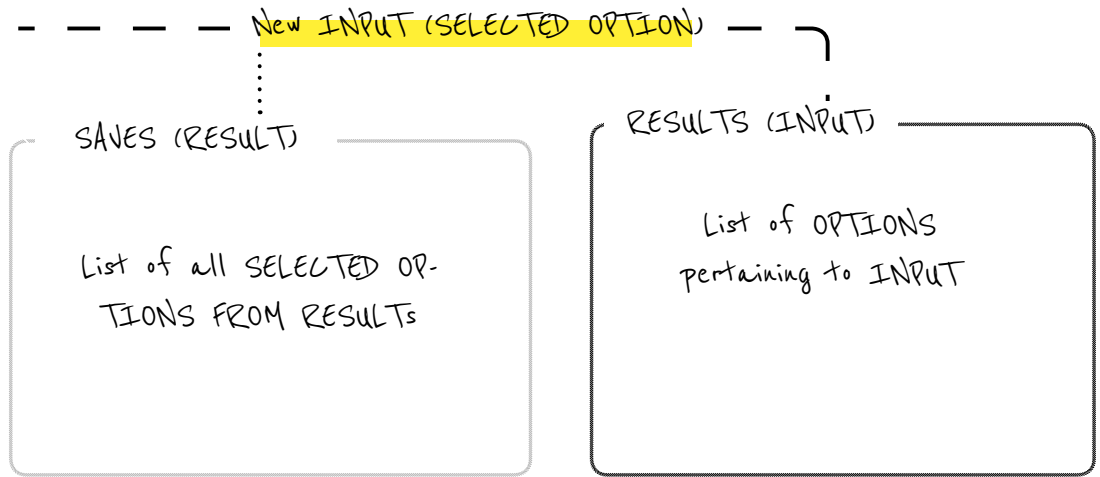 New INPUT (SELECTED OPTION)
SAVES (RESULT)
List of all SELECTED OP-
TIONS FROM RESULTs
RESULTS (INPUT)
List of OPTIONS
pertaining to INPUT